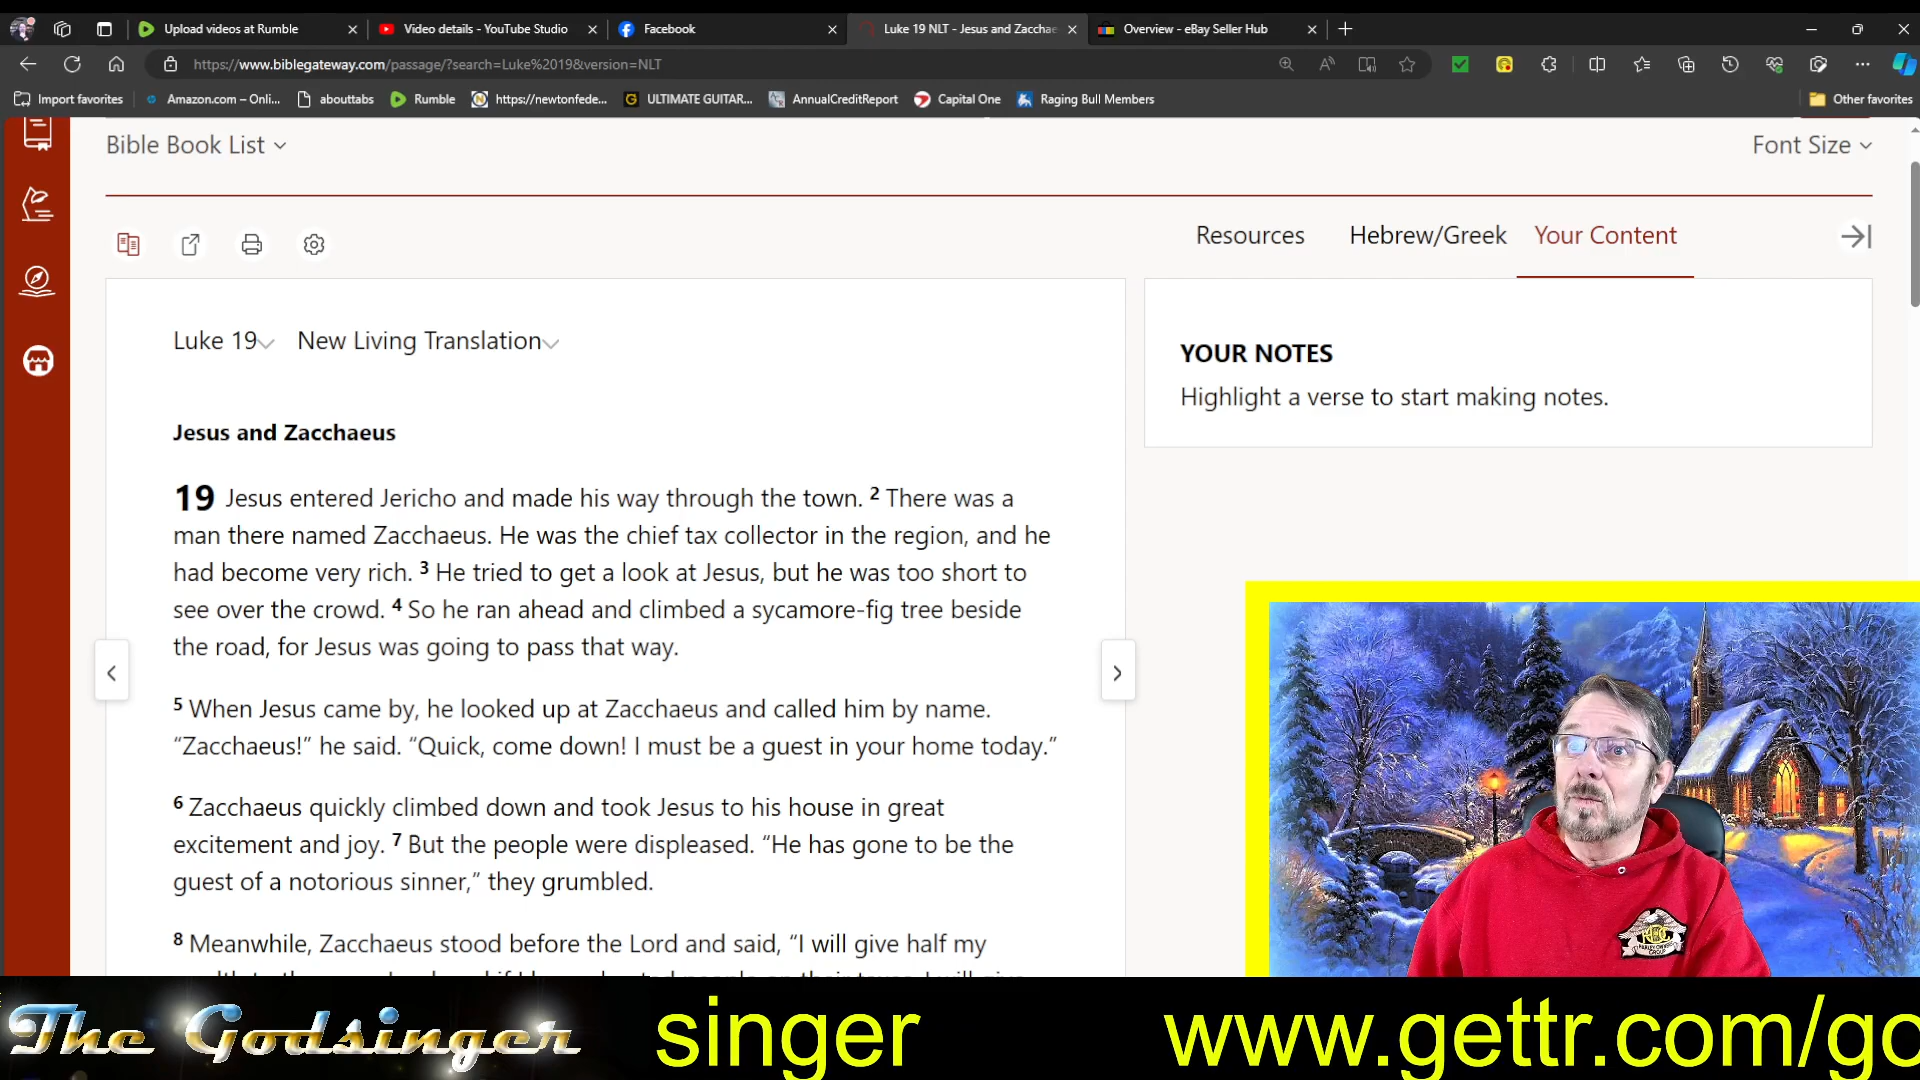 Upload videos at Rumble
Video details - YouTube Studio
Facebook
Luke 19 NLT - Jesus and Zacchae
Overview - eBay Seller Hub
https://www.biblegateway.com/passage/?search=Luke%2019&version=NLT
Import favorites
Amazon.com – Onli...
abouttabs
Rumble
https://newtonfede...
ULTIMATE GUITAR...
AnnualCreditReport
Capital One
Raging Bull Members
Other favorites
Bible Book List
Font Size
Resources
Hebrew/Greek
Your Content
Luke 19
New Living Translation
YOUR NOTES
Highlight a verse to start making notes.
Jesus and Zacchaeus
19 Jesus entered Jericho and made his way through the town. 2 There was a
man there named Zacchaeus. He was the chief tax collector in the region, and he
had become very rich. 3 He tried to get a look at Jesus, but he was too short to
see over the crowd. 4 So he ran ahead and climbed a sycamore-fig tree beside
the road, for Jesus was going to pass that way.
5 When Jesus came by, he looked up at Zacchaeus and called him by name.
“Zacchaeus!” he said. “Quick, come down! I must be a guest in your home today.”
6 Zacchaeus quickly climbed down and took Jesus to his house in great
excitement and joy. 7 But the people were displeased. “He has gone to be the
guest of a notorious sinner,” they grumbled.
8 Meanwhile, Zacchaeus stood before the Lord and said, “I will give half my
The Godsinger
singer
www.gettr.com/go